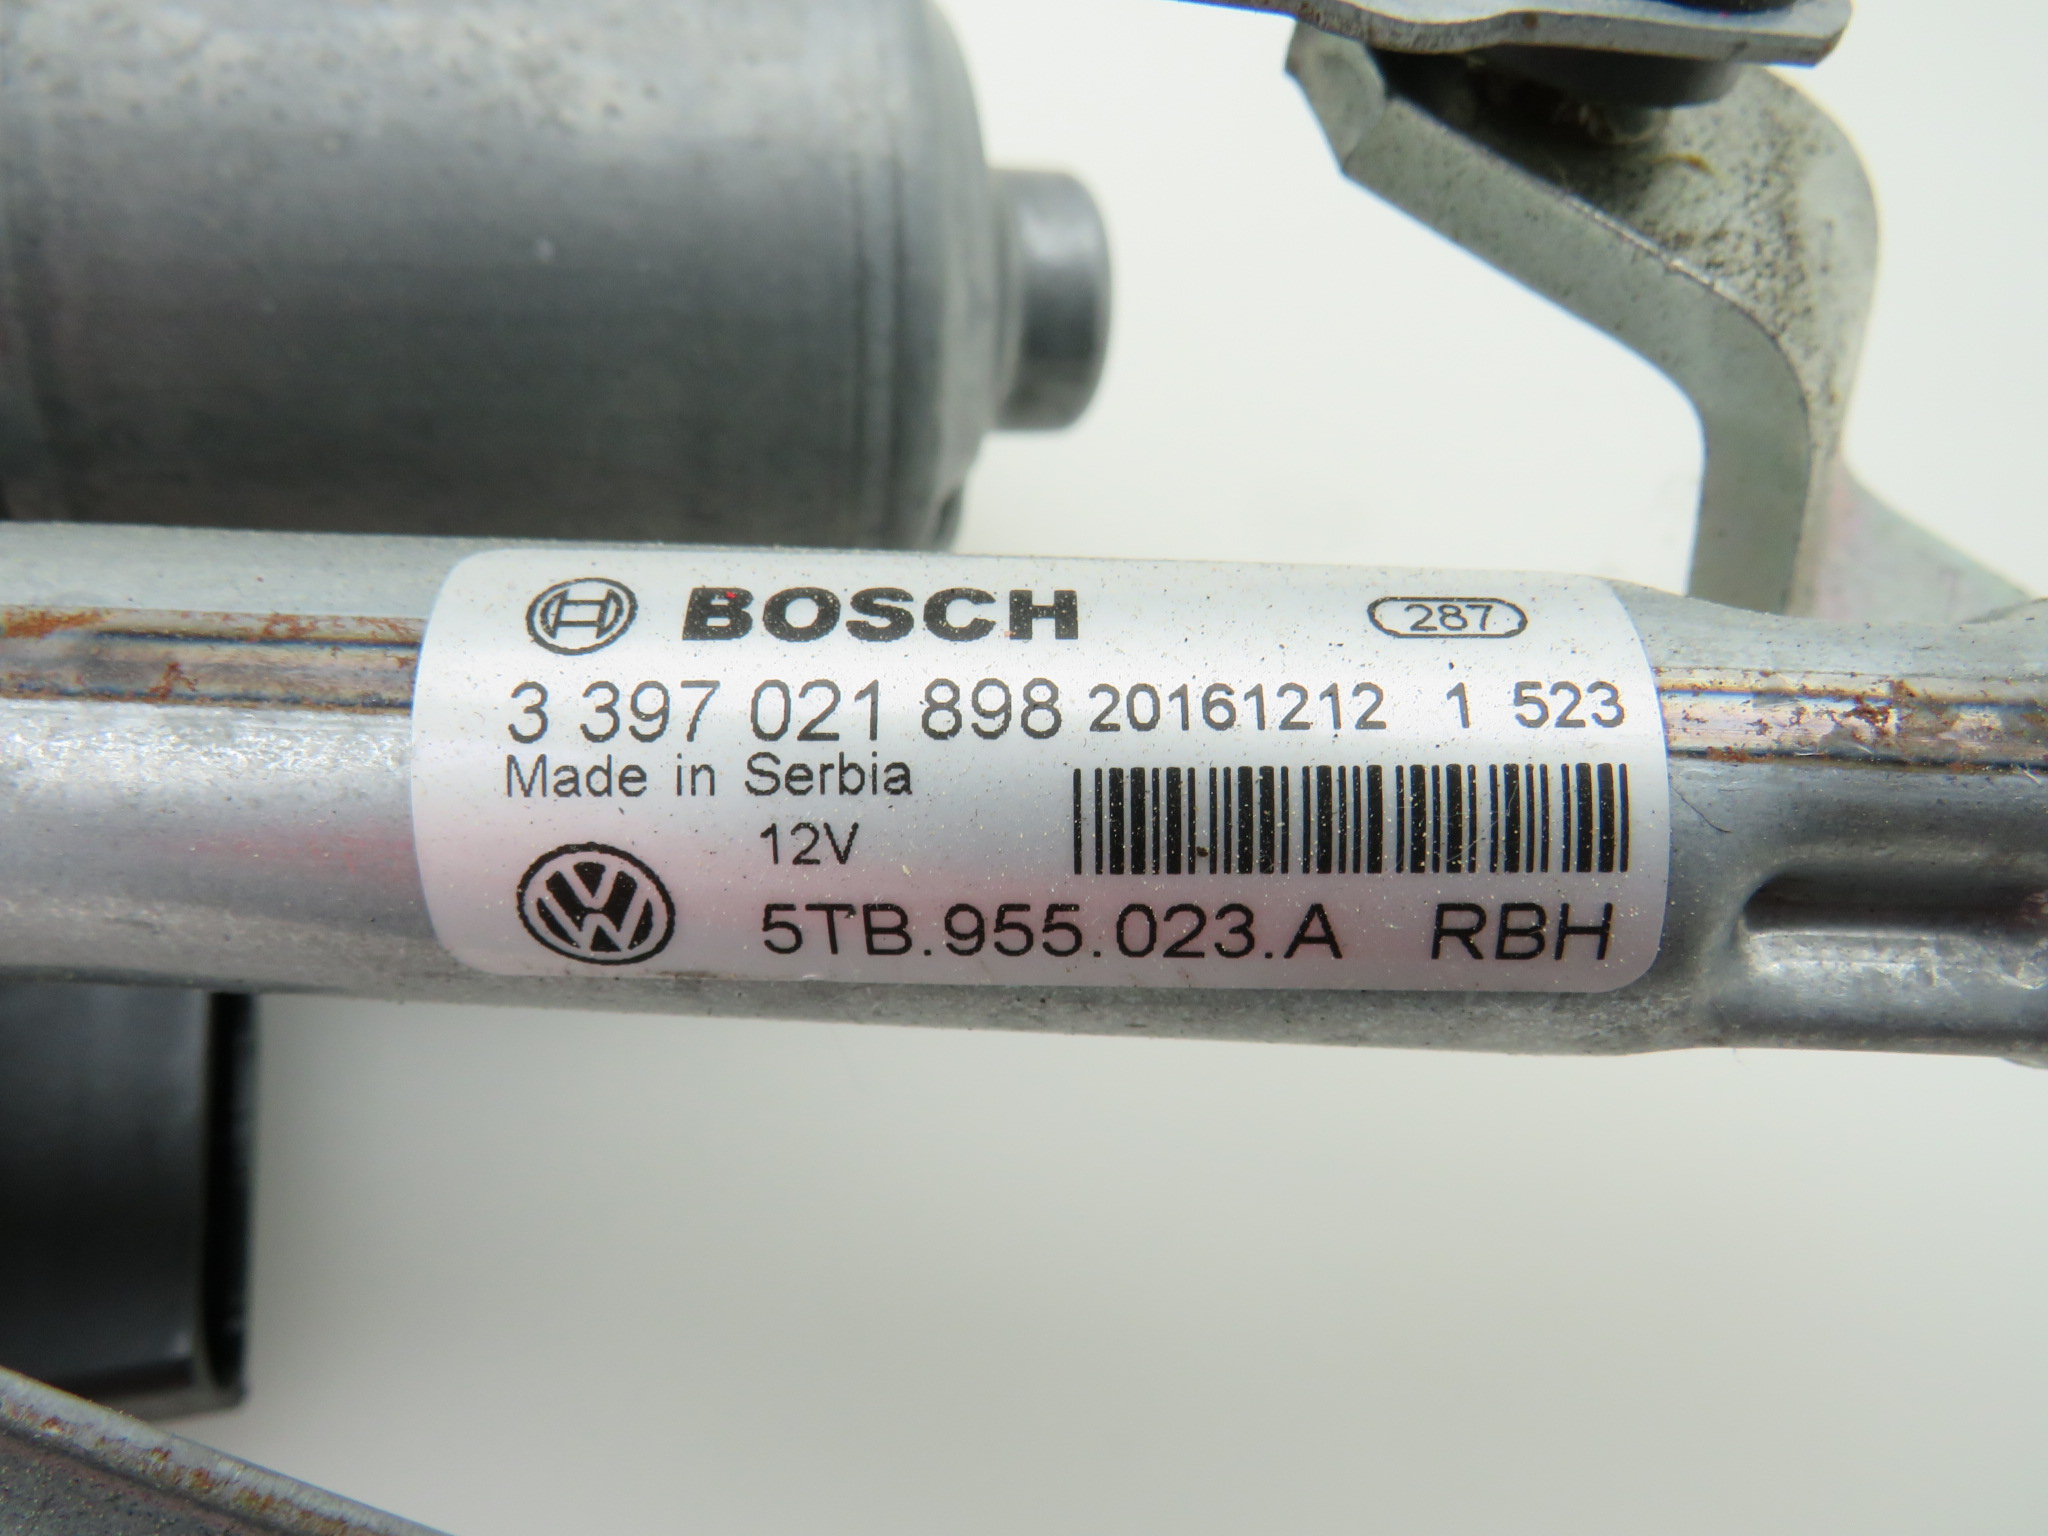 BOSCH 287
3 397 021 898 20161212 1 523
Made in Serbia
12V
5TB.955.023.A RBH